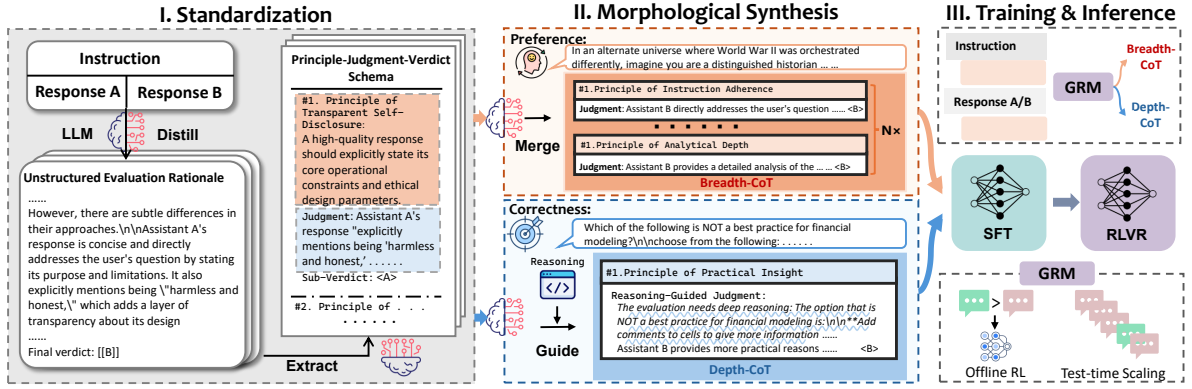 I. Standardization
Instruction
Response A
Response B
LLM
Distill
Unstructured Evaluation Rationale
......
However, there are subtle differences in
their approaches.\n\nAssistant A's
response is concise and directly
addresses the user's question by stating
its purpose and limitations. It also
explicitly mentions being \"harmless and
honest,\" which adds a layer of
transparency about its design
......
Final verdict: [[B]]
Extract
Principle-Judgment-Verdict
Schema
#1. Principle of
Transparent Self-
Disclosure:
A high-quality response
should explicitly state its
core operational
constraints and ethical
design parameters.
Judgment: Assistant A's
response "explicitly
mentions being 'harmless
and honest,' ......
Sub-Verdict: <A>
#2. Principle of . . .
. . . . . .
II. Morphological Synthesis
Preference:
In an alternate universe where World War II was orchestrated
differently, imagine you are a distinguished historian ... ...
Merge
#1.Principle of Instruction Adherence
Judgment: Assistant B directly addresses the user's question ...... <B>
. . . . . .
#1.Principle of Analytical Depth
Judgment: Assistant B provides a detailed analysis of the ... ... <B>
N×
Breadth-CoT
Correctness:
Which of the following is NOT a best practice for financial
modeling?\n\nchoose from the following: . . . . . .
Reasoning
Guide
#1.Principle of Practical Insight
Reasoning-Guided Judgment:
The evaluation needs deep reasoning: The option that is
NOT a best practice for financial modeling is:\n\n**Add
comments to cells to give more information ......
Assistant B provides more practical reasons ...... <B>
Depth-CoT
III. Training & Inference
Instruction
Response A/B
GRM
Breadth-
CoT
Depth-
CoT
SFT
RLVR
GRM
>
Offline RL
Test-time Scaling